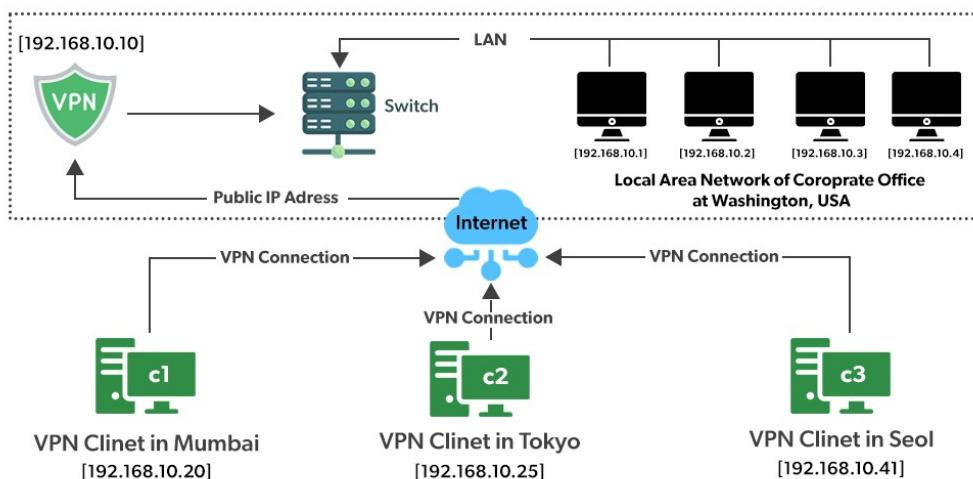 [192.168.10.10]
VPN
LAN
Switch
[192.168.10.1]
[192.168.10.2]
[192.168.10.3]
[192.168.10.4]
Local Area Network of Coroprate Office
at Washington, USA
Public IP Adress
Internet
VPN Connection
VPN Connection
VPN Connection
c1
c2
c3
VPN Clinet in Mumbai
[192.168.10.20]
VPN Clinet in Tokyo
[192.168.10.25]
VPN Clinet in Seol
[192.168.10.41]